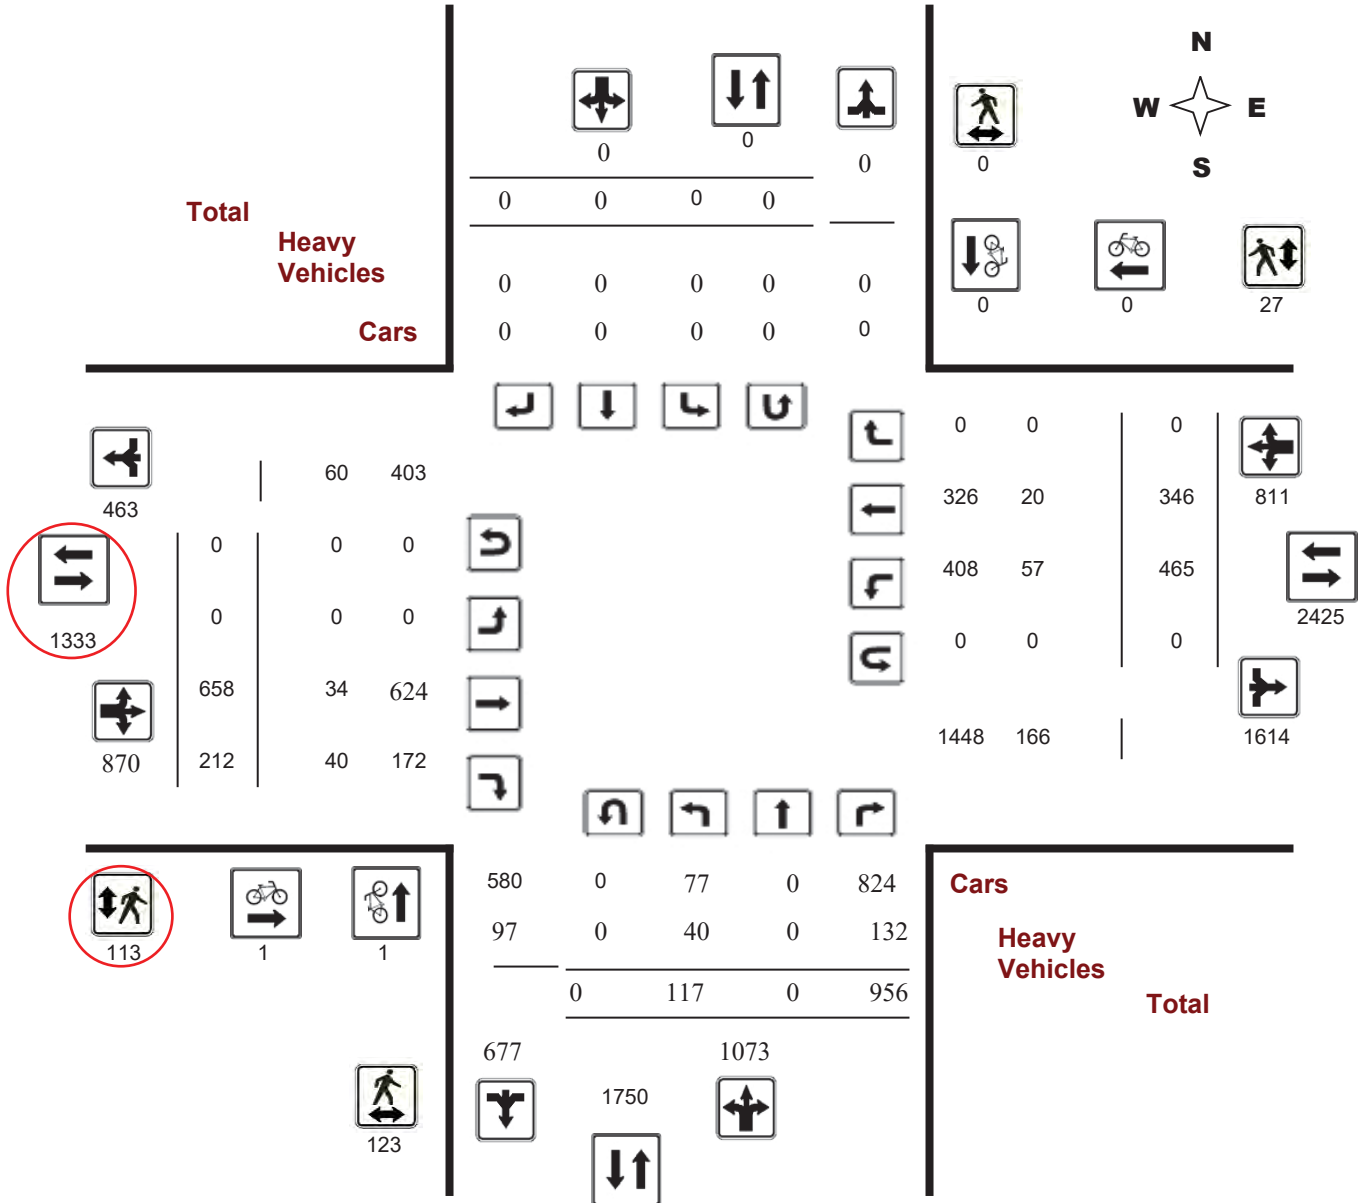 N
W E
S
0 0 0 0
0 0 0 0 0
Total
Heavy
Vehicles
Cars
0 0 27
0 0 0 0 0
0 0 0 0 0
0 0 0
60 403
463
326 20 346 811
0 0 0
408 57 465
1333
0 0 0
2425
0 0 0
658 34 624
870 212 40 172
1448 166 1614
580 0 77 0 824
97 0 40 0 132
113 1 1
0 117 0 956
Cars
Heavy
Vehicles
Total
677 1073
1750
123